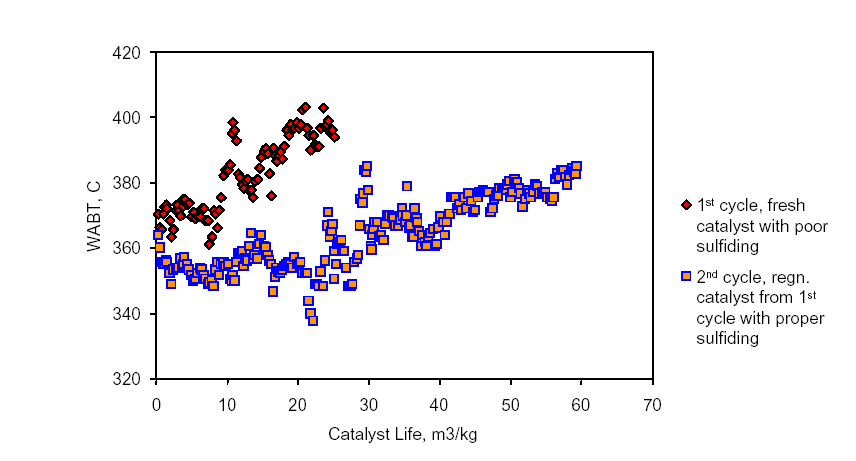 420
400
380
360
340
320
WABT, C
0 10 20 30 40 50 60 70
Catalyst Life, m3/kg
1st cycle, fresh
catalyst with poor
sulfiding
2nd cycle, regn.
catalyst from 1st
cycle with proper
sulfiding